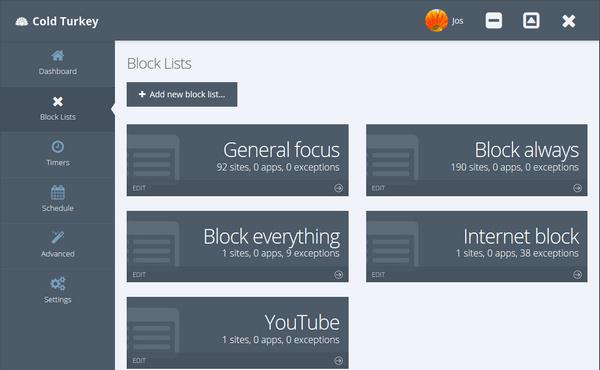 Cold Turkey
Jos
Dashboard
Block Lists
Timers
Schedule
Advanced
Settings
Block Lists
Add new block list...
General focus
92 sites, 0 apps, 0 exceptions
EDIT
Block always
190 sites, 0 apps, 0 exceptions
EDIT
Block everything
1 sites, 0 apps, 9 exceptions
EDIT
Internet block
1 sites, 0 apps, 38 exceptions
EDIT
YouTube
1 sites, 0 apps, 0 exceptions
EDIT